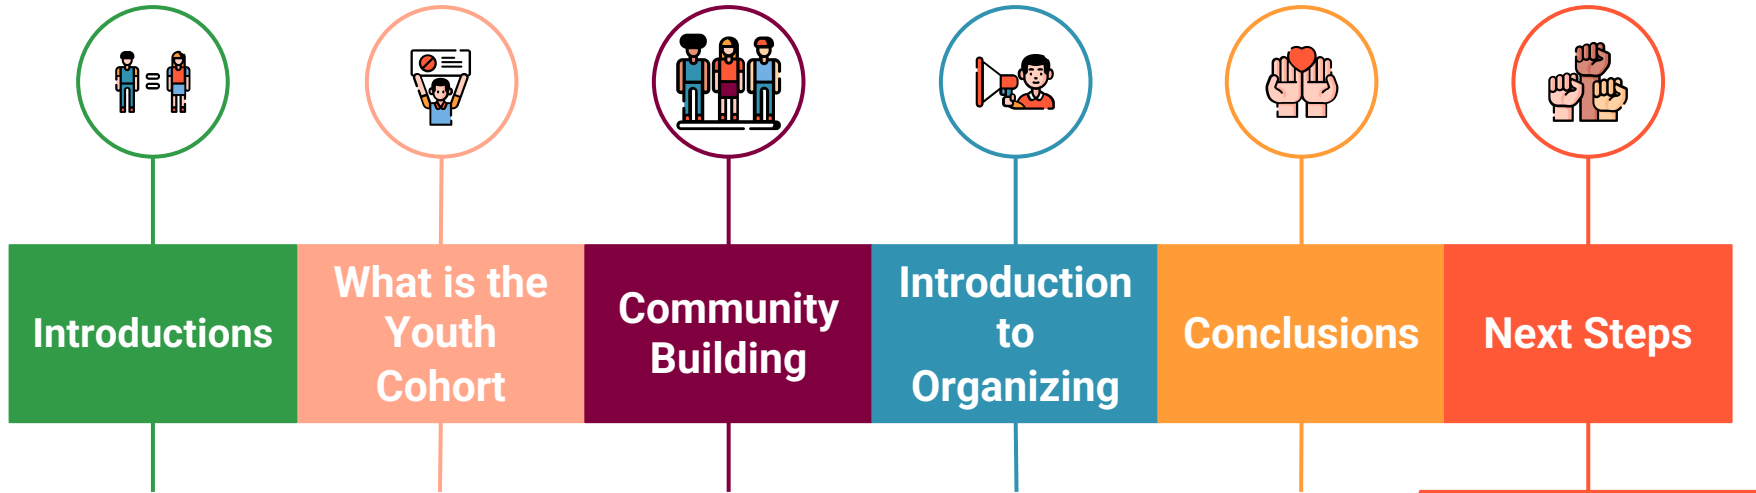 Introductions
What is the
Youth
Cohort
Community
Building
Introduction
to
Organizing
Conclusions
Next Steps